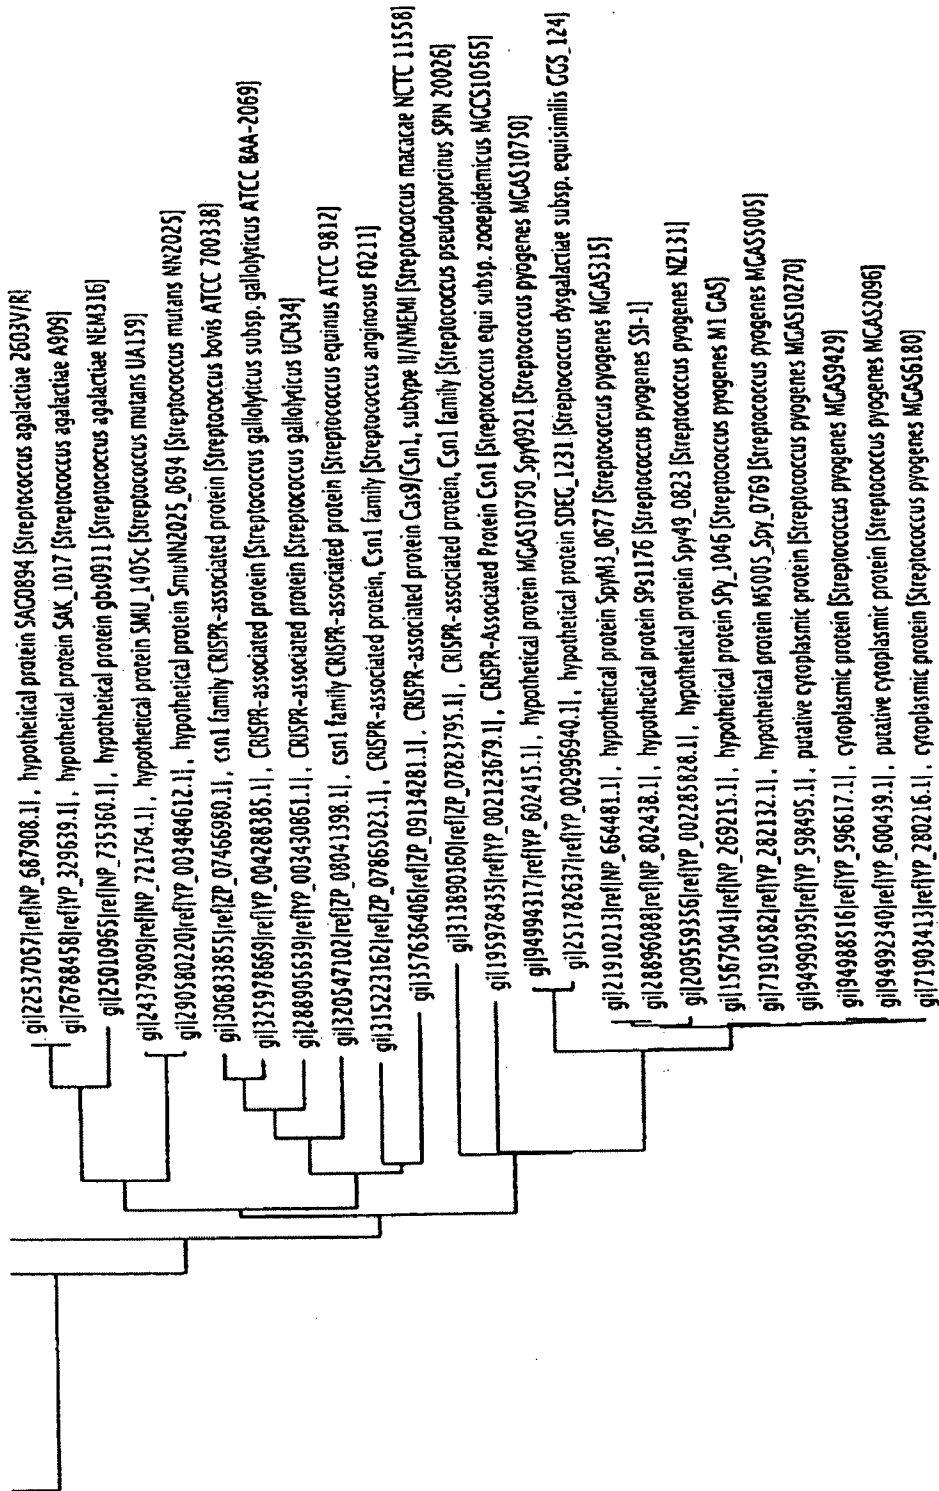 gi|22537057|ref|NP_687908.1|, hypothetical protein SAG0894 [Streptococcus agalactiae 2603V/R]
gi|76788458|ref|YP_329639.1|, hypothetical protein SAK_1017 [Streptococcus agalactiae A909]
gi|25010965|ref|NP_735360.1|, hypothetical protein gbs0911 [Streptococcus agalactiae NEM316]
gi|24379809|ref|NP_721764.1|, hypothetical protein SMU_1405c [Streptococcus mutans UA159]
gi|290580220|ref|YP_003484612.1|, hypothetical protein SmuNN2025_0694 [Streptococcus mutans NN2025]
gi|306833855|ref|ZP_07466980.1|, csn1 family CRISPR-associated protein [Streptococcus bovis ATCC 700338]
gi|325978669|ref|YP_004288385.1|, CRISPR-associated protein [Streptococcus gallolyticus subsp. gallolyticus ATCC BAA-2069]
gi|288905639|ref|YP_003430861.1|, CRISPR-associated protein [Streptococcus gallolyticus UCN34]
gi|320547102|ref|ZP_08041398.1|, csn1 family CRISPR-associated protein [Streptococcus equinus ATCC 9812]
gi|315223162|ref|ZP_07865023.1|, CRISPR-associated protein, Csn1 family [Streptococcus anginosus F0211]
gi|357636406|ref|ZP_09134281.1|, CRISPR-associated protein Cas9/Csn1, subtype II/NMEMI [Streptococcus macacae NCTC 11558]
gi|313890160|ref|ZP_07823795.1|, CRISPR-associated protein, Csn1 family [Streptococcus pseudoporcinus SPIN 20026]
gi|195978435|ref|YP_002123679.1|, CRISPR-Associated Protein Csn1 [Streptococcus equi subsp. zooepidemicus MGCS10565]
gi|94994317|ref|YP_602415.1|, hypothetical protein MGAS10750_Spy0921 [Streptococcus pyogenes MGAS10750]
gi|251782637|ref|YP_002996940.1|, hypothetical protein SDEG_1231 [Streptococcus dysgalactiae subsp. equisimilis GGS_124]
gi|21910213|ref|NP_664481.1|, hypothetical protein SpyM3_0677 [Streptococcus pyogenes MGAS315]
gi|28896088|ref|NP_802438.1|, hypothetical protein SPs1176 [Streptococcus pyogenes SSI-1]
gi|209559356|ref|YP_002285828.1|, hypothetical protein Spy49_0823 [Streptococcus pyogenes NZ131]
gi|15675041|ref|NP_269215.1|, hypothetical protein SPy_1046 [Streptococcus pyogenes M1 GAS]
gi|71910582|ref|YP_282132.1|, hypothetical protein M5005_Spy_0769 [Streptococcus pyogenes MGAS5005]
gi|94990395|ref|YP_598495.1|, putative cytoplasmic protein [Streptococcus pyogenes MGAS10270]
gi|94988516|ref|YP_596617.1|, cytoplasmic protein [Streptococcus pyogenes MGAS9429]
gi|94992340|ref|YP_600439.1|, putative cytoplasmic protein [Streptococcus pyogenes MGAS2096]
gi|71903413|ref|YP_280216.1|, cytoplasmic protein [Streptococcus pyogenes MGAS6180]